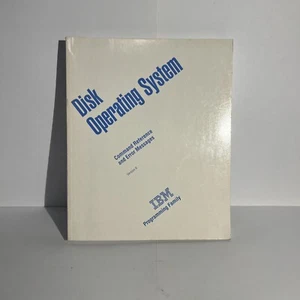 Disk
Operating System
Command Reference
and Error Messages
IBM
Programming Family